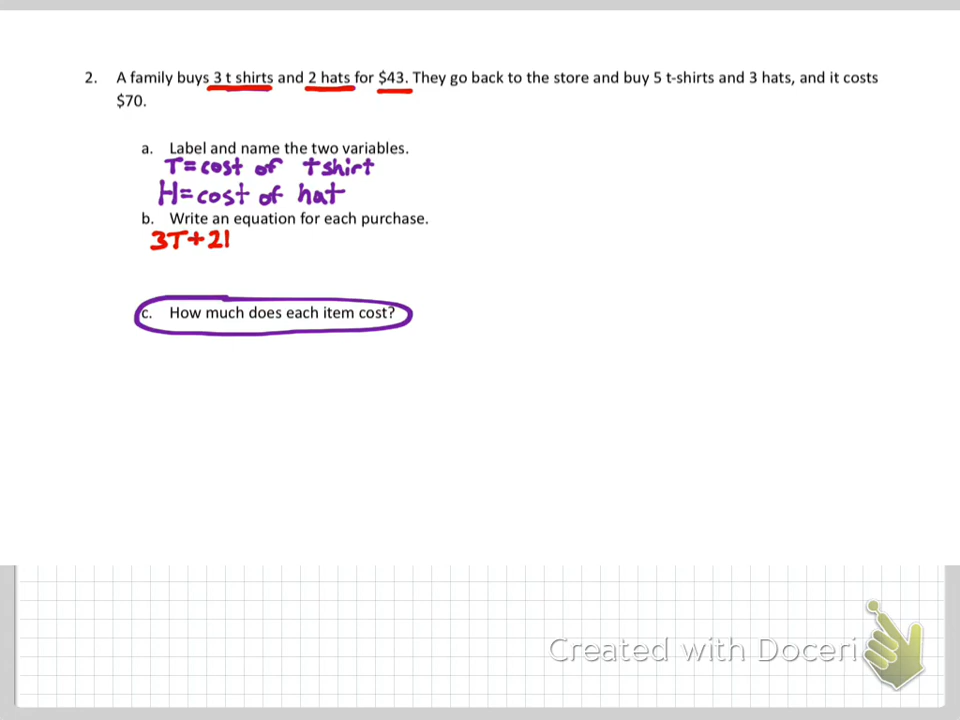 2. A family buys 3 t shirts and 2 hats for $43. They go back to the store and buy 5 t-shirts and 3 hats, and it costs
$70.
a. Label and name the two variables.
T=cost of tshirt
H=cost of hat
b. Write an equation for each purchase.
3T+2l
c. How much does each item cost?
Created with Doceri